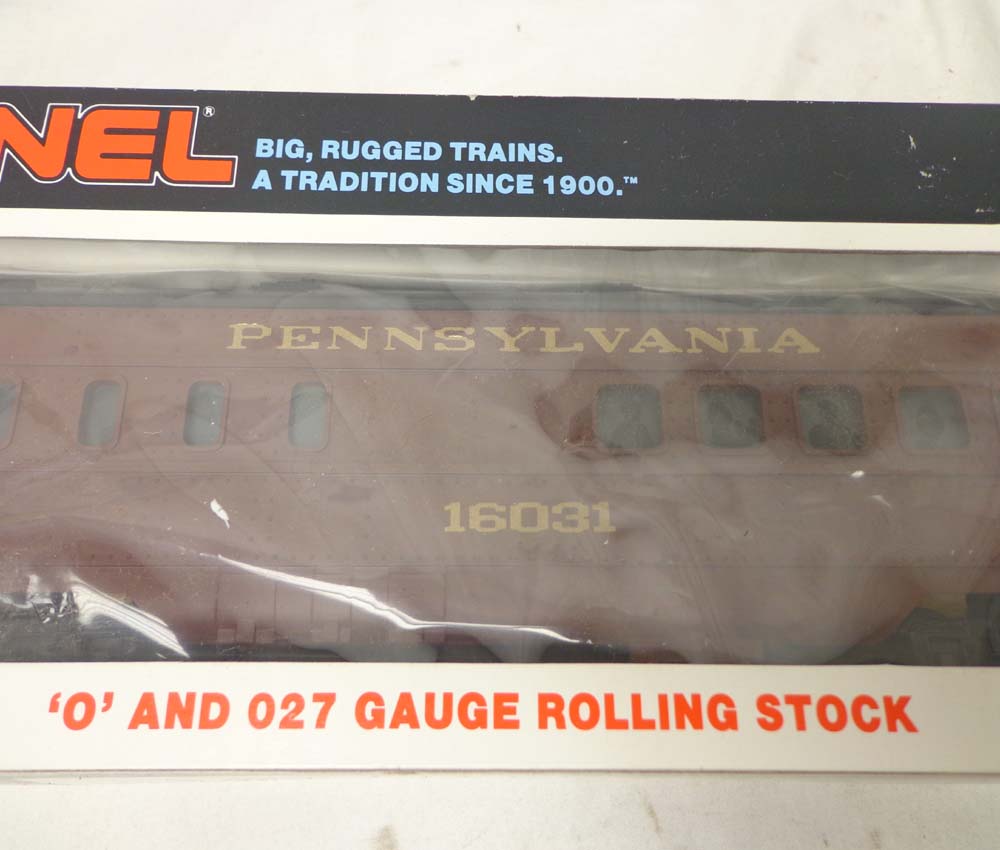 NEL®
BIG, RUGGED TRAINS.
A TRADITION SINCE 1900.™
PENNSYLVANIA
16031
'O' AND 027 GAUGE ROLLING STOCK